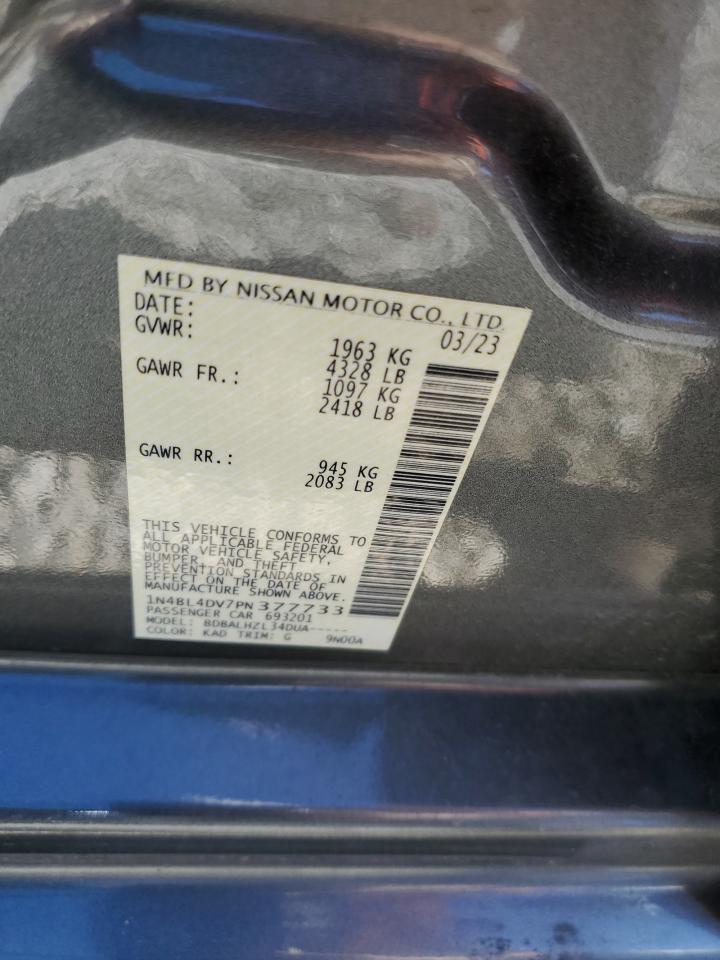 MFD BY NISSAN MOTOR CO., LTD.
DATE: 03/23
GVWR: 1963 KG
4328 LB
GAWR FR.: 1097 KG
2418 LB
GAWR RR.: 945 KG
2083 LB
THIS VEHICLE CONFORMS TO
ALL APPLICABLE FEDERAL
MOTOR VEHICLE SAFETY,
BUMPER, AND THEFT
PREVENTION STANDARDS IN
EFFECT ON THE DATE OF
MANUFACTURE SHOWN ABOVE.
1N4BL4DV7PN377733
PASSENGER CAR 693201
MODEL: BDBALHZL34DUA-----
COLOR: KAD TRIM: G 9N00A